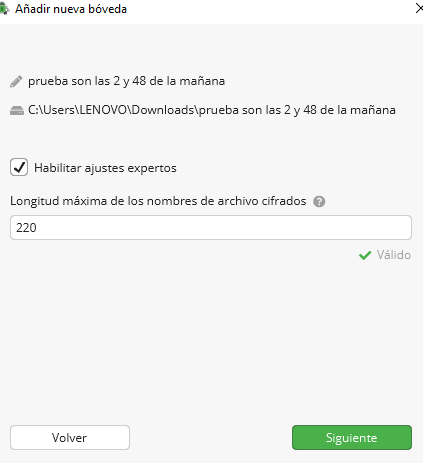 Añadir nueva bóveda
prueba son las 2 y 48 de la mañana
C:\Users\LENOVO\Downloads\prueba son las 2 y 48 de la mañana
Habilitar ajustes expertos
Longitud máxima de los nombres de archivo cifrados ?
220
Válido
Volver
Siguiente